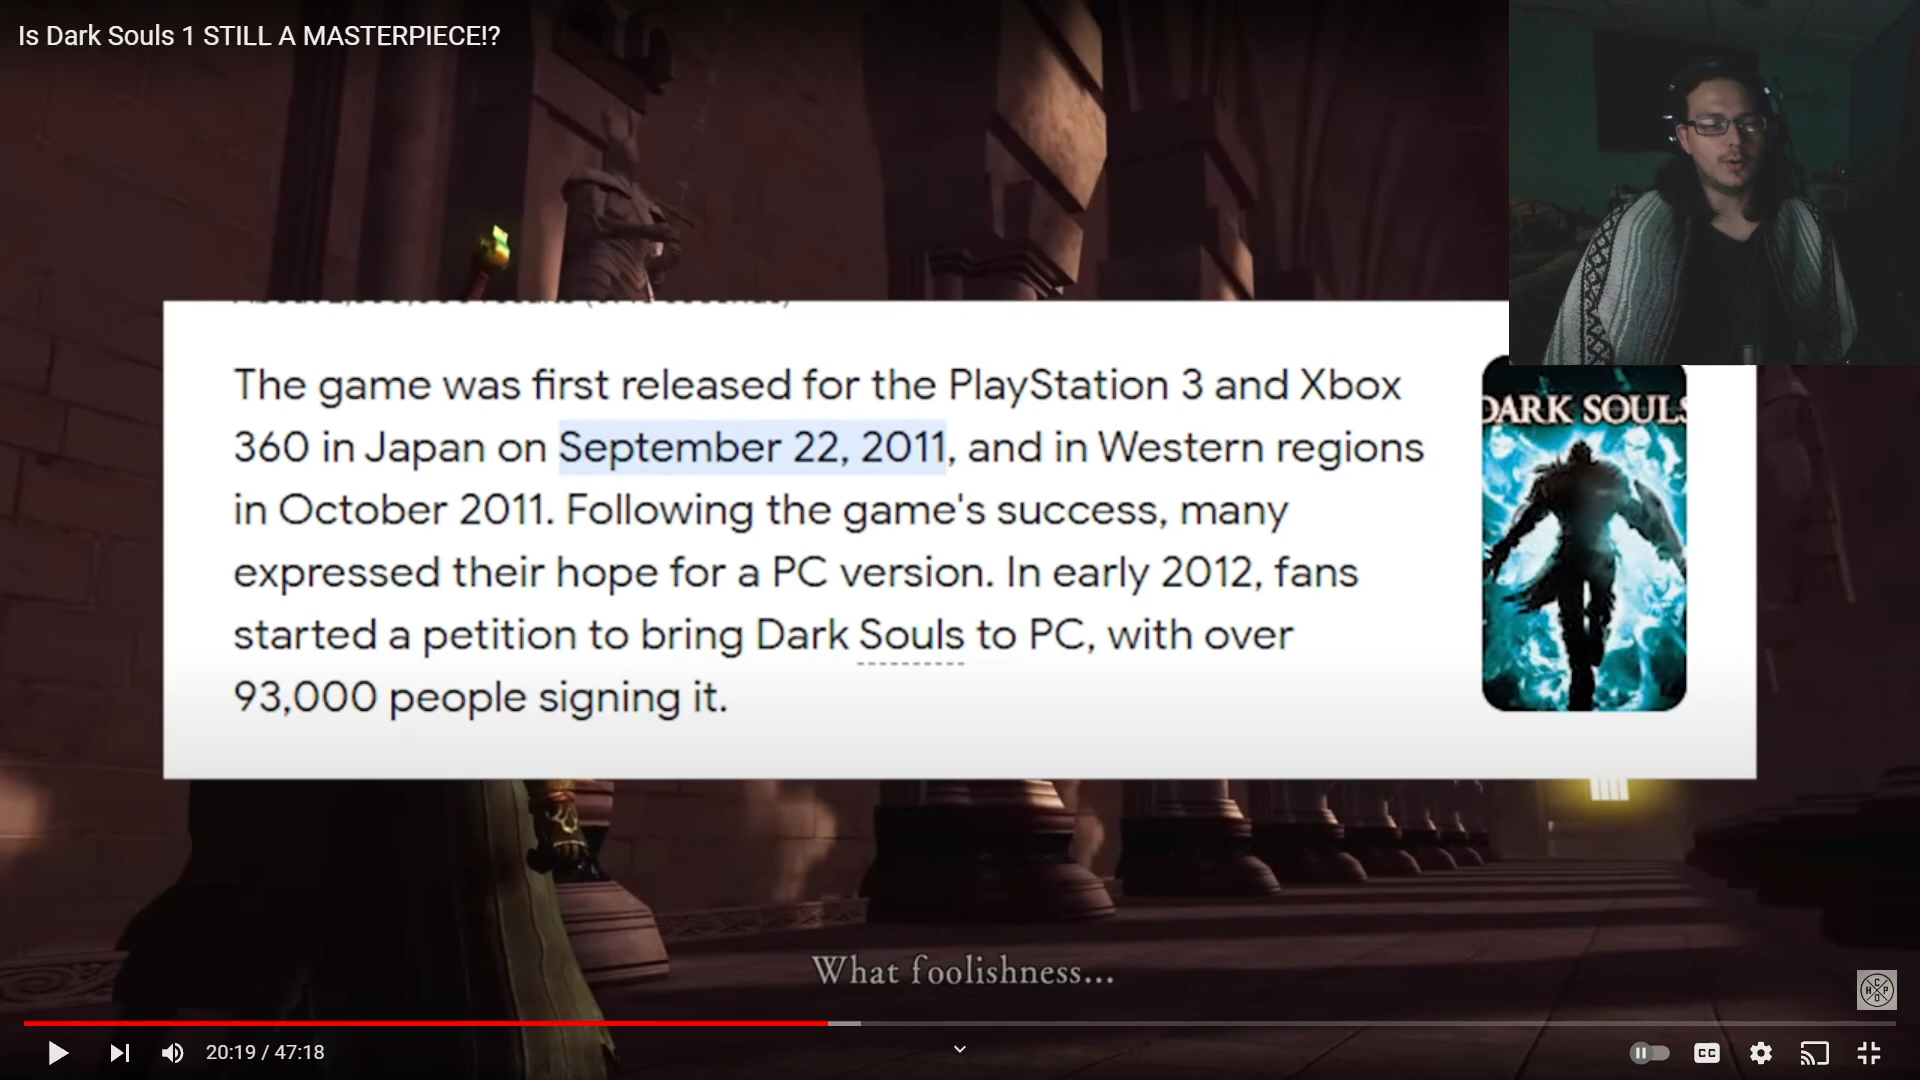 Is Dark Souls 1 STILL A MASTERPIECE!?
The game was first released for the PlayStation 3 and Xbox
360 in Japan on September 22, 2011, and in Western regions
in October 2011. Following the game's success, many
expressed their hope for a PC version. In early 2012, fans
started a petition to bring Dark Souls to PC, with over
93,000 people signing it.
DARK SOULS
What foolishness...
20:19 / 47:18
CC